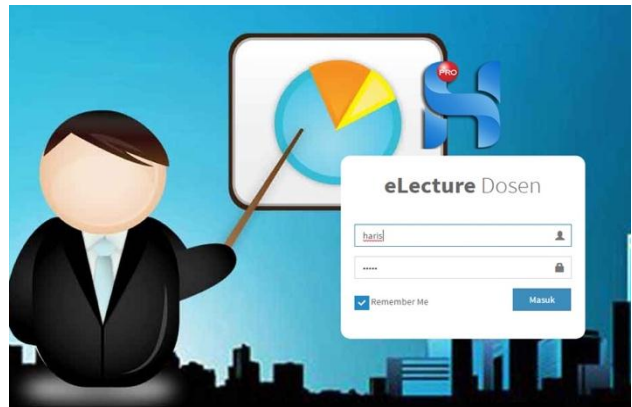 PRO
eLecture Dosen
haris
•••••
Remember Me
Masuk